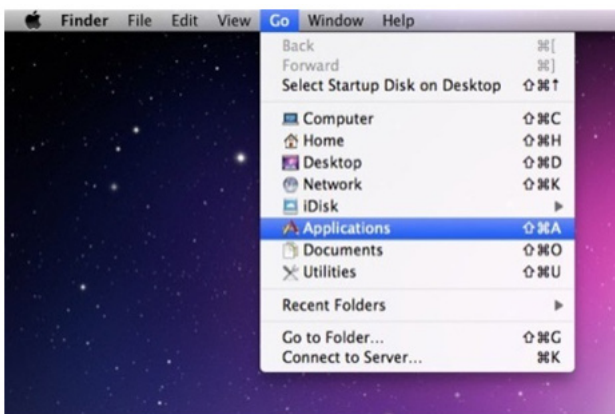 Finder File Edit View Go Window Help
Back ⌘[
Forward ⌘]
Select Startup Disk on Desktop ⇧⌘↑
Computer ⇧⌘C
Home ⇧⌘H
Desktop ⇧⌘D
Network ⇧⌘K
iDisk ▶
Applications ⇧⌘A
Documents ⇧⌘O
Utilities ⇧⌘U
Recent Folders ▶
Go to Folder... ⇧⌘G
Connect to Server... ⌘K